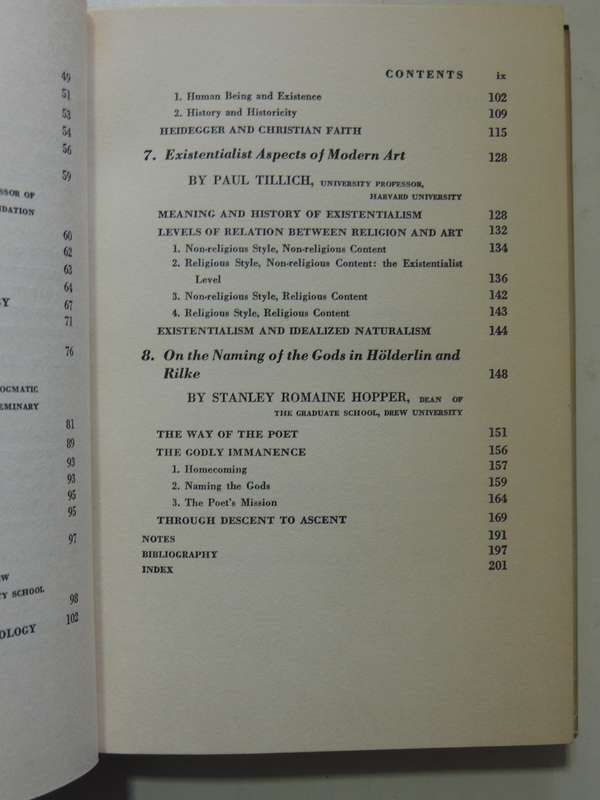 49
51
53
54
56
59
SSOR OF
NDATION
60
62
63
64
67
71
76
OGMATIC
EMINARY
81
89
93
93
95
95
97
EW
TY SCHOOL
98
102
OLOGY
CONTENTS ix
1. Human Being and Existence 102
2. History and Historicity 109
HEIDEGGER AND CHRISTIAN FAITH 115
7. Existentialist Aspects of Modern Art 128
BY PAUL TILLICH, UNIVERSITY PROFESSOR,
HARVARD UNIVERSITY
MEANING AND HISTORY OF EXISTENTIALISM 128
LEVELS OF RELATION BETWEEN RELIGION AND ART 132
1. Non-religious Style, Non-religious Content 134
2. Religious Style, Non-religious Content: the Existentialist
Level 136
3. Non-religious Style, Religious Content 142
4. Religious Style, Religious Content 143
EXISTENTIALISM AND IDEALIZED NATURALISM 144
8. On the Naming of the Gods in Hölderlin and
Rilke 148
BY STANLEY ROMAINE HOPPER, DEAN OF
THE GRADUATE SCHOOL, DREW UNIVERSITY
THE WAY OF THE POET 151
THE GODLY IMMANENCE 156
1. Homecoming 157
2. Naming the Gods 159
3. The Poet's Mission 164
THROUGH DESCENT TO ASCENT 169
NOTES 191
BIBLIOGRAPHY 197
INDEX 201